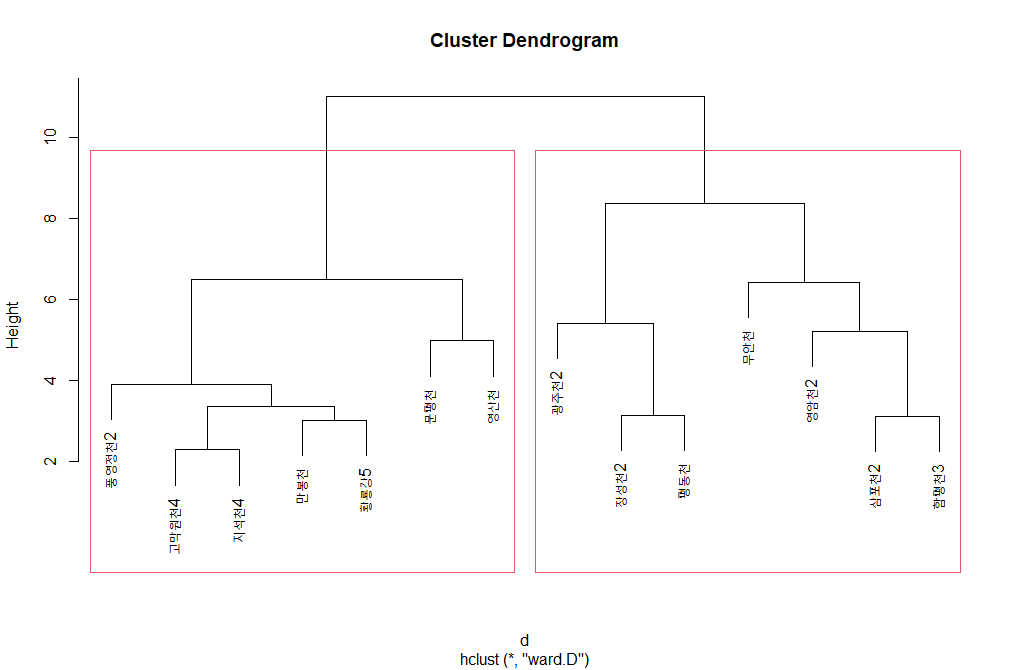 Cluster Dendrogram
Height
10
8
6
4
2
풍영정천2
고막원천4
지석천4
만봉천
황룡강5
문평천
영산천
광주천2
장성천2
평동천
무안천
영암천2
삼포천2
함평천3
d
hclust (*, "ward.D")